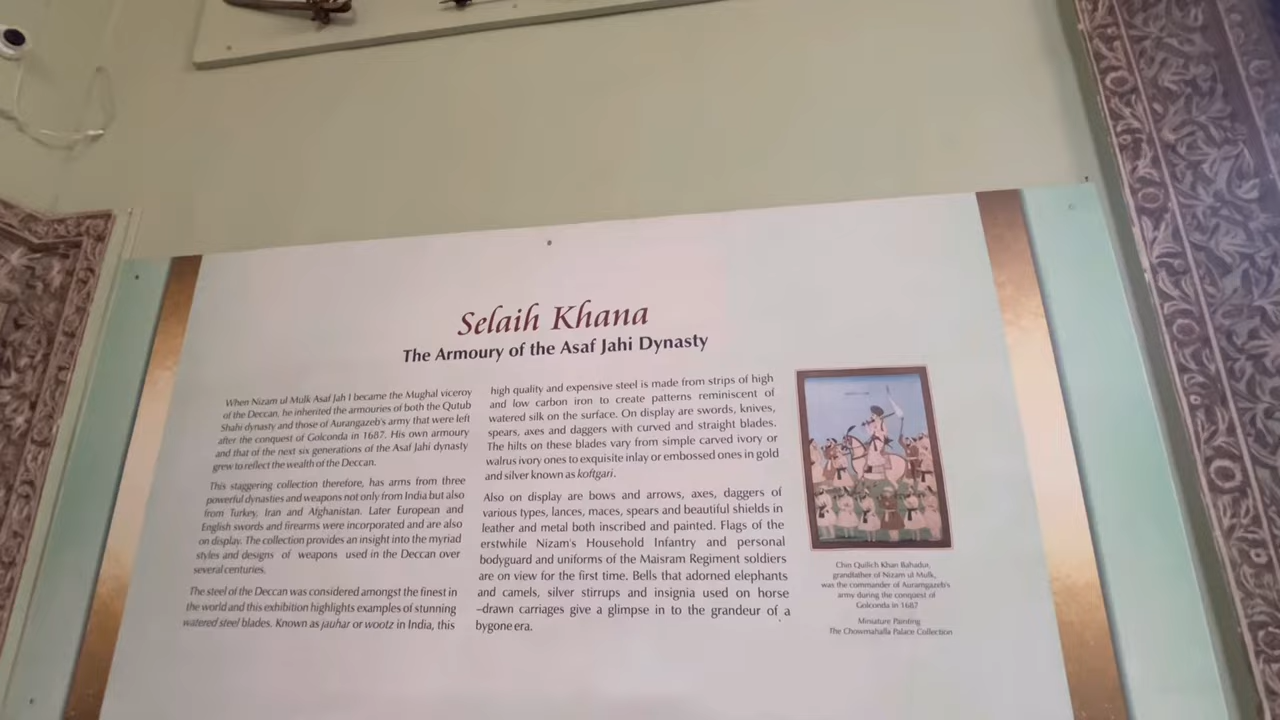 Selaih Khana
The Armoury of the Asaf Jahi Dynasty
When Nizam ul Mulk Asaf Jah I became the Mughal viceroy
of the Deccan, he inherited the armouries of both the Qutub
Shahi dynasty and those of Aurangazeb's army that were left
after the conquest of Golconda in 1687. His own armoury
and that of the next six generations of the Asaf Jahi dynasty
grew to reflect the wealth of the Deccan.
This staggering collection therefore, has arms from three
powerful dynasties and weapons not only from India but also
from Turkey, Iran and Afghanistan. Later European and
English swords and firearms were incorporated and are also
on display. The collection provides an insight into the myriad
styles and designs of weapons used in the Deccan over
several centuries.
The steel of the Deccan was considered amongst the finest in
the world and this exhibition highlights examples of stunning
watered steel blades. Known as jauhar or wootz in India, this
high quality and expensive steel is made from strips of high
and low carbon iron to create patterns reminiscent of
watered silk on the surface. On display are swords, knives,
spears, axes and daggers with curved and straight blades.
The hilts on these blades vary from simple carved ivory or
walrus ivory ones to exquisite inlay or embossed ones in gold
and silver known as koftgari.
Also on display are bows and arrows, axes, daggers of
various types, lances, maces, spears and beautiful shields in
leather and metal both inscribed and painted. Flags of the
erstwhile Nizam's Household Infantry and personal
bodyguard and uniforms of the Maisram Regiment soldiers
are on view for the first time. Bells that adorned elephants
and camels, silver stirrups and insignia used on horse
–drawn carriages give a glimpse in to the grandeur of a
bygone era.
Chin Quilich Khan Bahadur,
grandfather of Nizam ul Mulk,
was the commander of Auramgazeb's
army during the conquest of
Golconda in 1687
Miniature Painting
The Chowmahalla Palace Collection